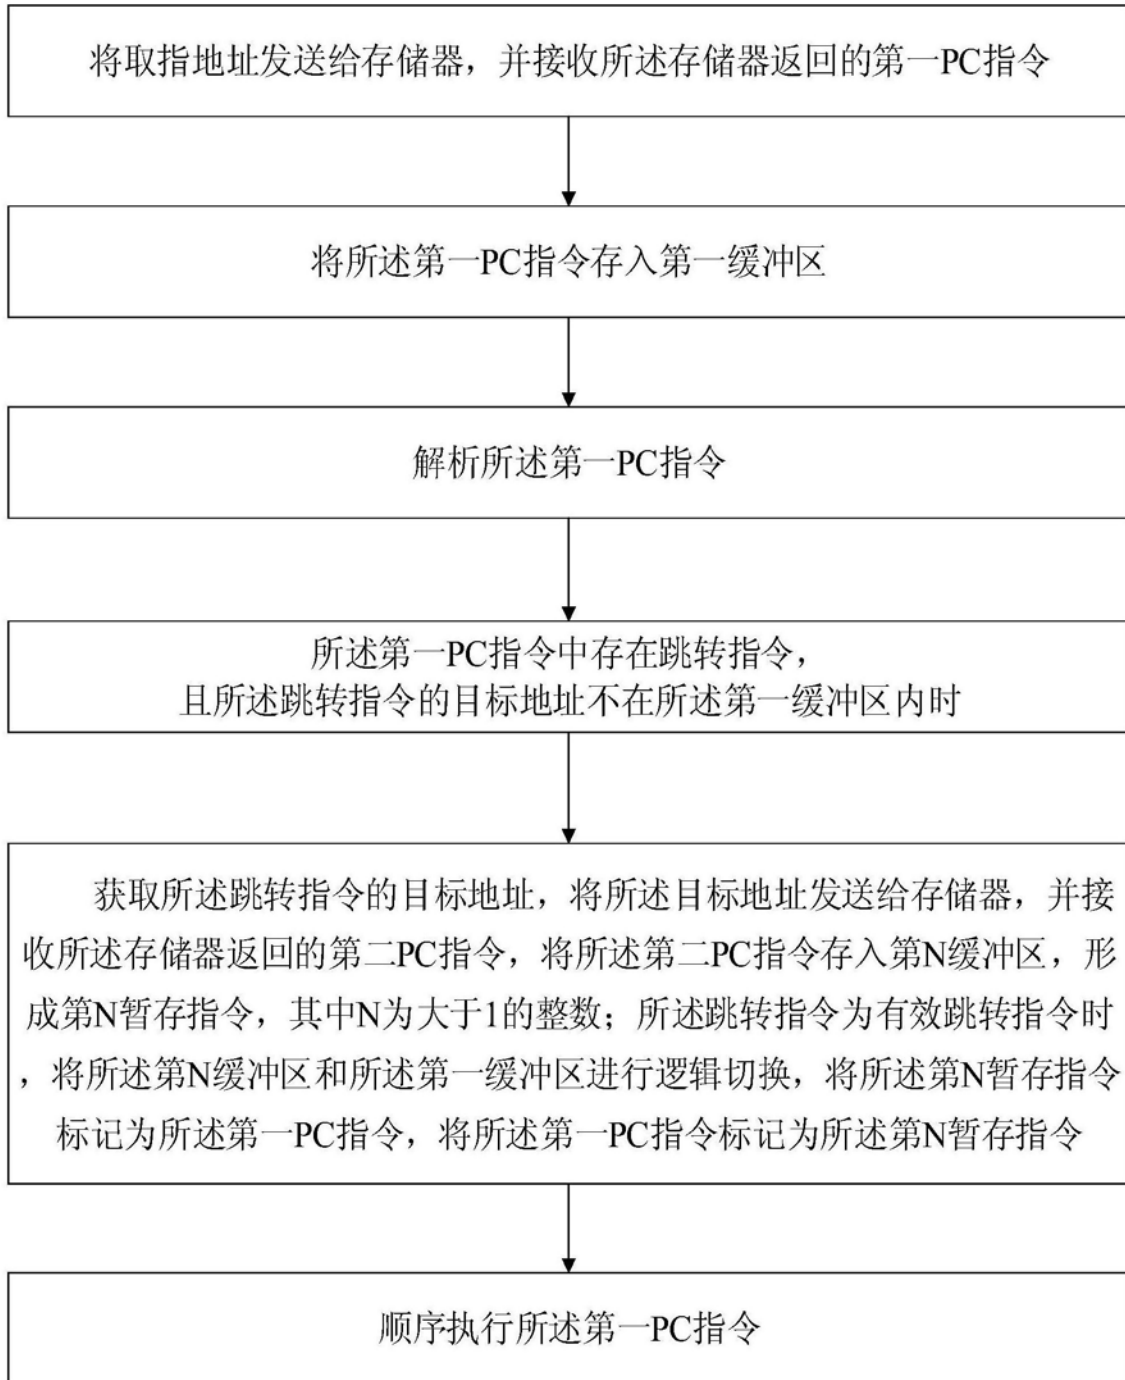 将取指地址发送给存储器，并接收所述存储器返回的第一PC指令
将所述第一PC指令存入第一缓冲区
解析所述第一PC指令
所述第一PC指令中存在跳转指令，
且所述跳转指令的目标地址不在所述第一缓冲区内时
获取所述跳转指令的目标地址，将所述目标地址发送给存储器，并接
收所述存储器返回的第二PC指令，将所述第二PC指令存入第N缓冲区，形
成第N暂存指令，其中N为大于1的整数；所述跳转指令为有效跳转指令时
，将所述第N缓冲区和所述第一缓冲区进行逻辑切换，将所述第N暂存指令
标记为所述第一PC指令，将所述第一PC指令标记为所述第N暂存指令
顺序执行所述第一PC指令